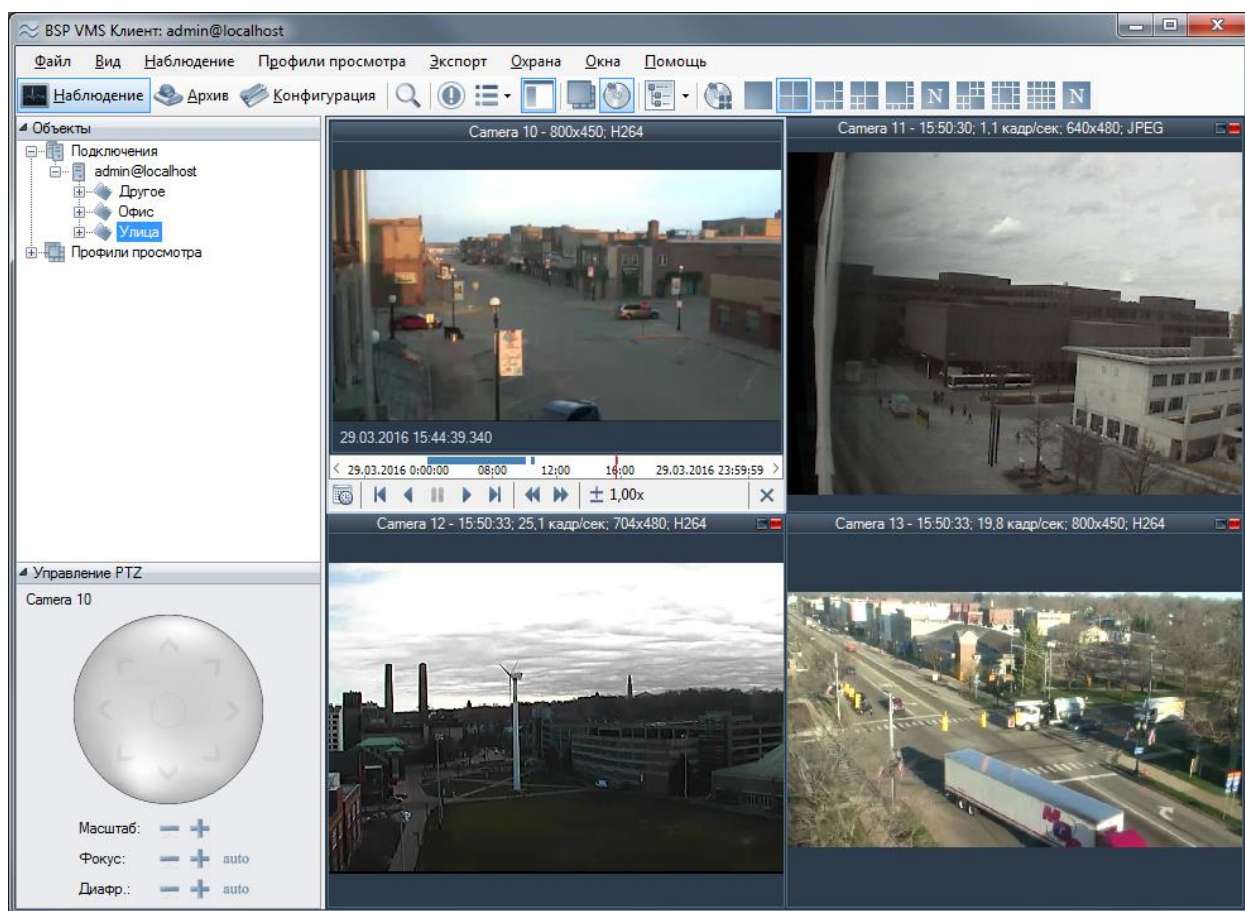 BSP VMS Клиент: admin@localhost
Файл Вид Наблюдение Профили просмотра Экспорт Охрана Окна Помощь
Наблюдение Архив Конфигурация N N
Объекты
Подключения
admin@localhost
Другое
Офис
Улица
Профили просмотра
Camera 10 - 800x450; H264
29.03.2016 15:44:39.340
29.03.2016 0:00:00 08:00 12:00 16:00 29.03.2016 23:59:59
1,00x
Camera 11 - 15:50:30; 1,1 кадр/сек; 640x480; JPEG
Camera 12 - 15:50:33; 25,1 кадр/сек; 704x480; H264
Camera 13 - 15:50:33; 19,8 кадр/сек; 800x450; H264
Управление PTZ
Camera 10
Масштаб:
Фокус: auto
Диафр.: auto